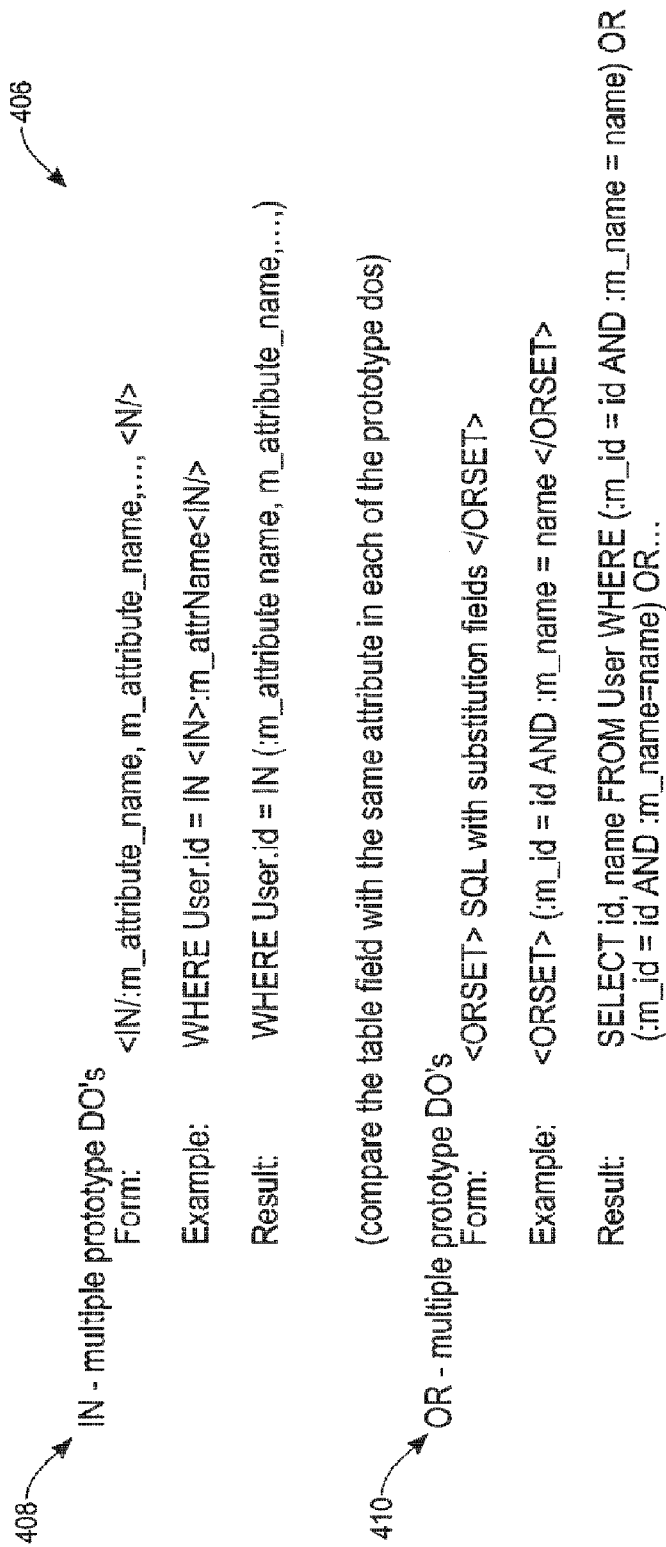 406
408
IN - multiple prototype DO's
Form: <IN/:m_attribute_name, m_attribute_name,..., <N/>
Example: WHERE User.id = IN <IN>:m_attrName<IN/>
Result: WHERE User.id = IN (:m_attribute name, m_attribute_name,...,)
(compare the table field with the same attribute in each of the prototype dos)
410
OR - multiple prototype DO's
Form: <ORSET> SQL with substitution fields </ORSET>
Example: <ORSET> (:m_id = id AND :m_name = name </ORSET>
Result: SELECT id, name FROM User WHERE (:m_id = id AND :m_name = name) OR
(:m_id = id AND :m_name=name) OR...